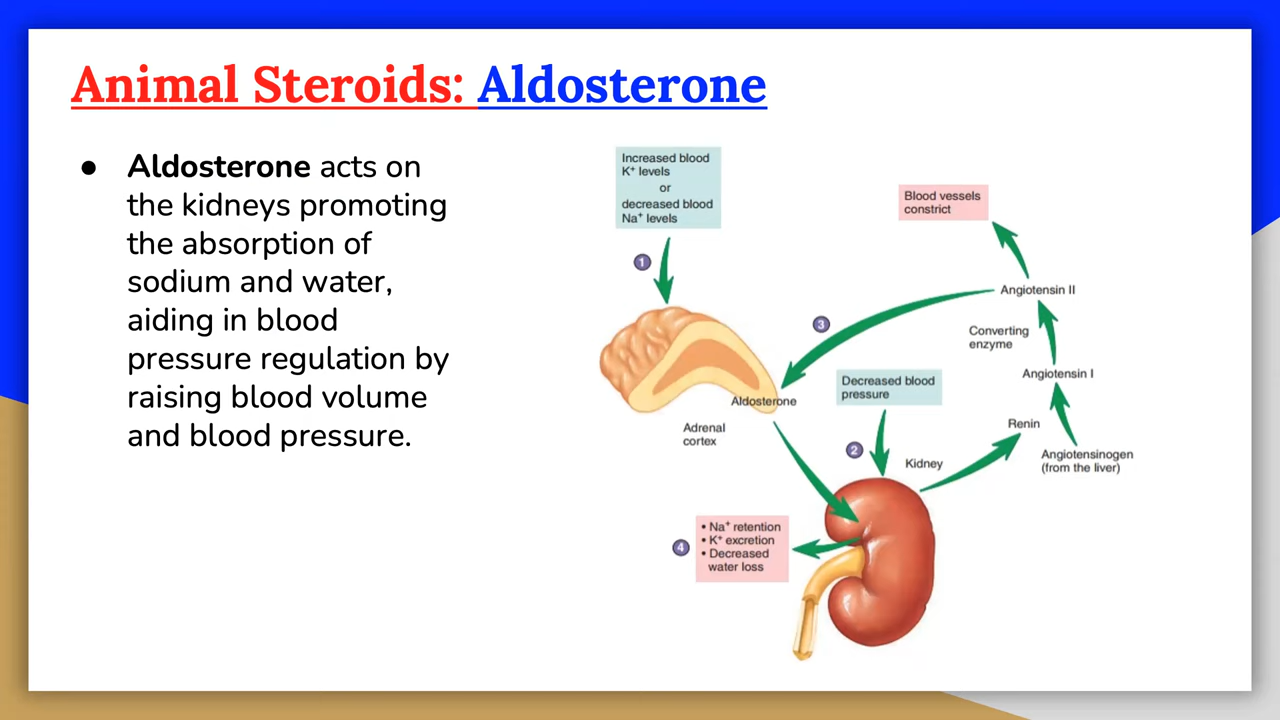 Animal Steroids: Aldosterone
● Aldosterone acts on
the kidneys promoting
the absorption of
sodium and water,
aiding in blood
pressure regulation by
raising blood volume
and blood pressure.
Increased blood
K⁺ levels
or
decreased blood
Na⁺ levels
1
Blood vessels
constrict
Angiotensin II
3
Converting
enzyme
Angiotensin I
Decreased blood
pressure
Aldosterone
Adrenal
cortex
Renin
2
Kidney
Angiotensinogen
(from the liver)
4
• Na⁺ retention
• K⁺ excretion
• Decreased
water loss